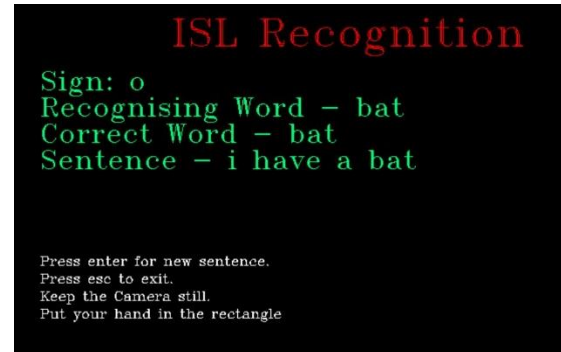 ISL Recognition
Sign: o
Recognising Word – bat
Correct Word – bat
Sentence – i have a bat
Press enter for new sentence.
Press esc to exit.
Keep the Camera still.
Put your hand in the rectangle